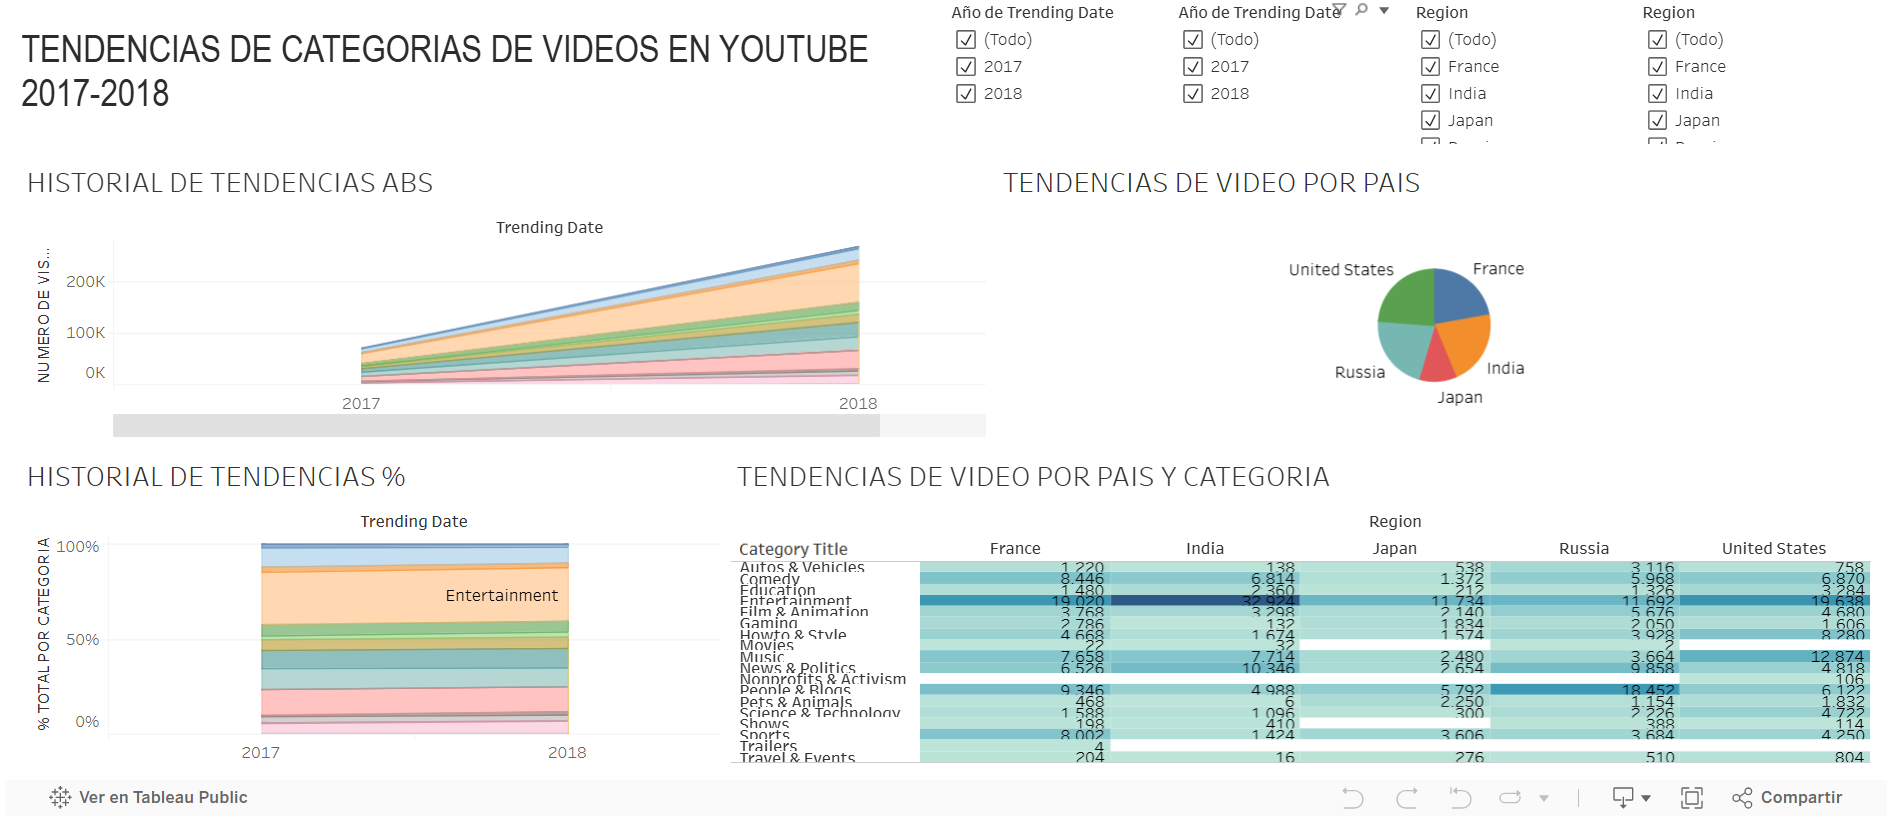 TENDENCIAS DE CATEGORIAS DE VIDEOS EN YOUTUBE
2017-2018
Año de Trending Date
(Todo)
2017
2018
Año de Trending Date
(Todo)
2017
2018
Region
(Todo)
France
India
Japan
Region
(Todo)
France
India
Japan
HISTORIAL DE TENDENCIAS ABS
Trending Date
NUMERO DE VIS...
200K
100K
0K
2017 2018
TENDENCIAS DE VIDEO POR PAIS
United States
France
Russia
India
Japan
HISTORIAL DE TENDENCIAS %
Trending Date
% TOTAL POR CATEGORIA
100%
50%
0%
Entertainment
2017 2018
TENDENCIAS DE VIDEO POR PAIS Y CATEGORIA
Region
Category Title France India Japan Russia United States
Autos & Vehicles 1.220 138 538 3.116 758
Comedy 8.446 6.814 1.372 5.968 6.870
Education 1.480 2.360 212 1.326 3.284
Entertainment 19.020 32.924 11.734 11.692 19.638
Film & Animation 3.768 3.298 2.140 5.676 4.680
Gaming 2.786 132 1.834 2.050 1.606
Howto & Style 4.668 1.674 1.574 3.928 8.280
Movies 22 32 2
Music 7.658 7.714 2.480 3.664 12.874
News & Politics 6.526 10.346 2.654 9.858 4.818
Nonprofits & Activism 106
People & Blogs 9.346 4.988 5.792 18.452 6.122
Pets & Animals 468 6 2.250 1.154 1.832
Science & Technology 1.588 1.096 300 2.226 4.722
Shows 198 410 388 114
Sports 8.002 1.424 3.606 3.684 4.250
Trailers 4
Travel & Events 204 16 276 510 804
Ver en Tableau Public
Compartir